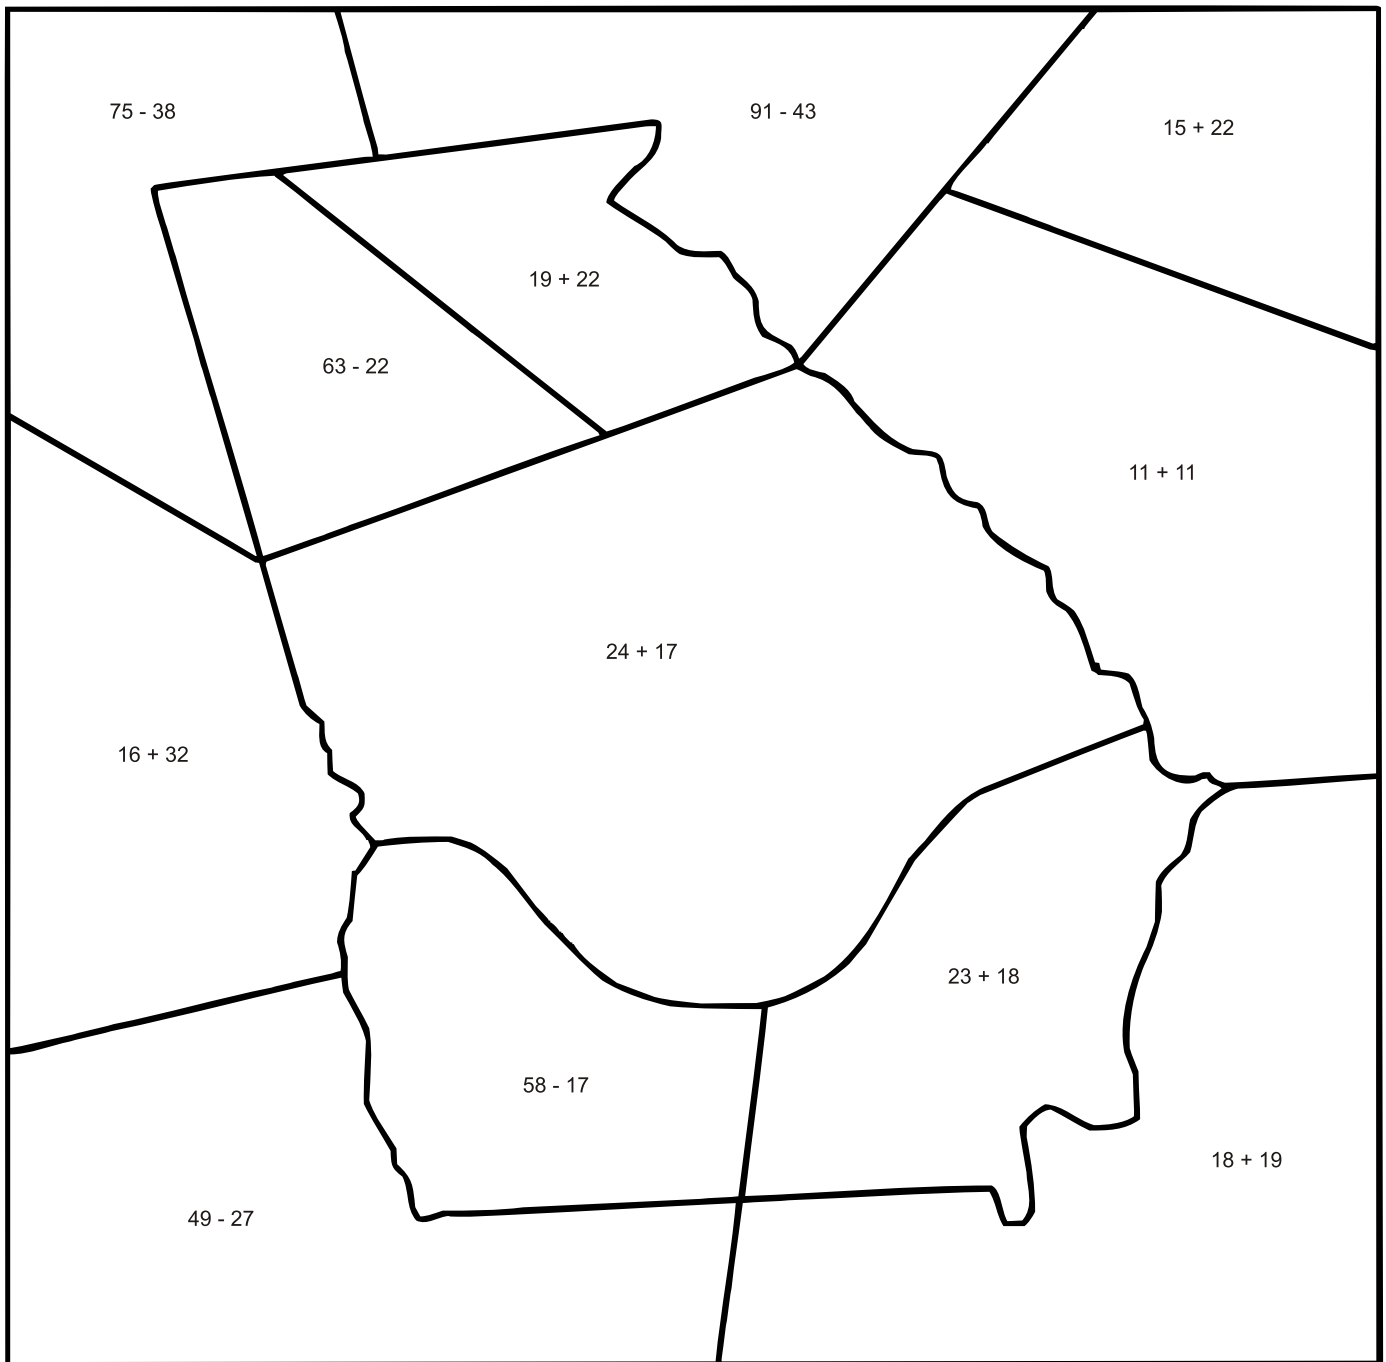 75 - 38
91 - 43
15 + 22
19 + 22
63 - 22
11 + 11
24 + 17
16 + 32
23 + 18
58 - 17
18 + 19
49 - 27